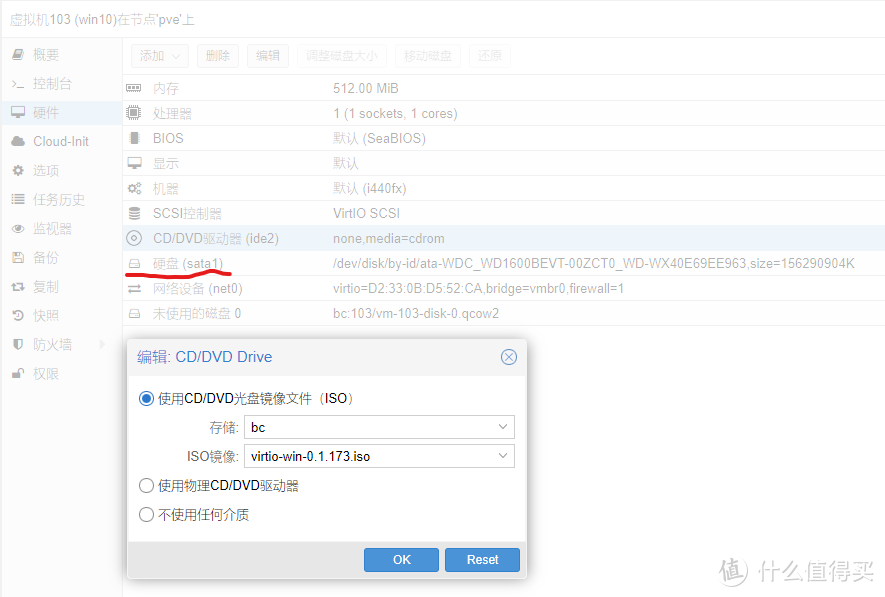 虚拟机103 (win10)在节点'pve'上
概要
控制台
硬件
Cloud-Init
选项
任务历史
监视器
备份
复制
快照
防火墙
权限
添加 删除 编辑 调整磁盘大小 移动磁盘 还原
内存 512.00 MiB
处理器 1 (1 sockets, 1 cores)
BIOS 默认 (SeaBIOS)
显示 默认
机器 默认 (i440fx)
SCSI控制器 VirtIO SCSI
CD/DVD驱动器 (ide2) none,media=cdrom
硬盘 (sata1) /dev/disk/by-id/ata-WDC_WD1600BEVT-00ZCT0_WD-WX40E69EE963,size=156290904K
网络设备 (net0) virtio=D2:33:0B:D5:52:CA,bridge=vmbr0,firewall=1
未使用的磁盘 0 bc:103/vm-103-disk-0.qcow2
编辑: CD/DVD Drive
使用CD/DVD光盘镜像文件（ISO）
存储: bc
ISO镜像: virtio-win-0.1.173.iso
使用物理CD/DVD驱动器
不使用任何介质
OK Reset
值 什么值得买